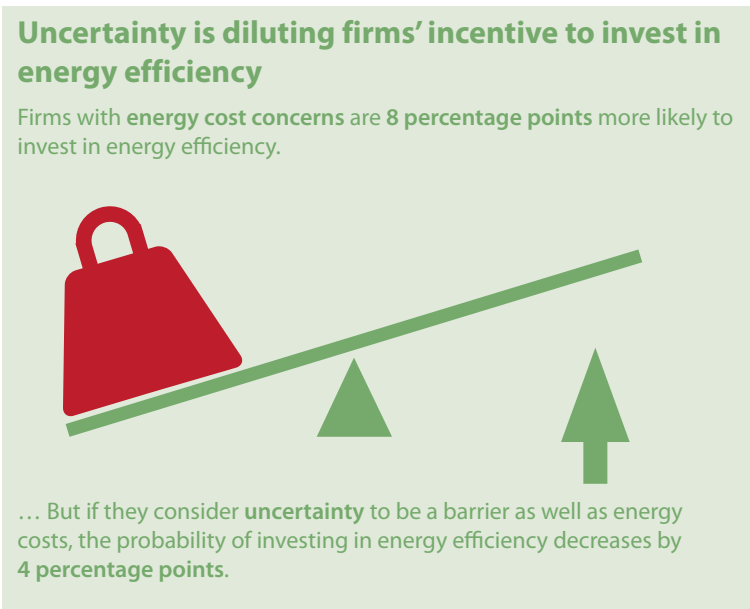 Uncertainty is diluting firms’ incentive to invest in
energy efficiency
Firms with energy cost concerns are 8 percentage points more likely to
invest in energy efficiency.
… But if they consider uncertainty to be a barrier as well as energy
costs, the probability of investing in energy efficiency decreases by
4 percentage points.